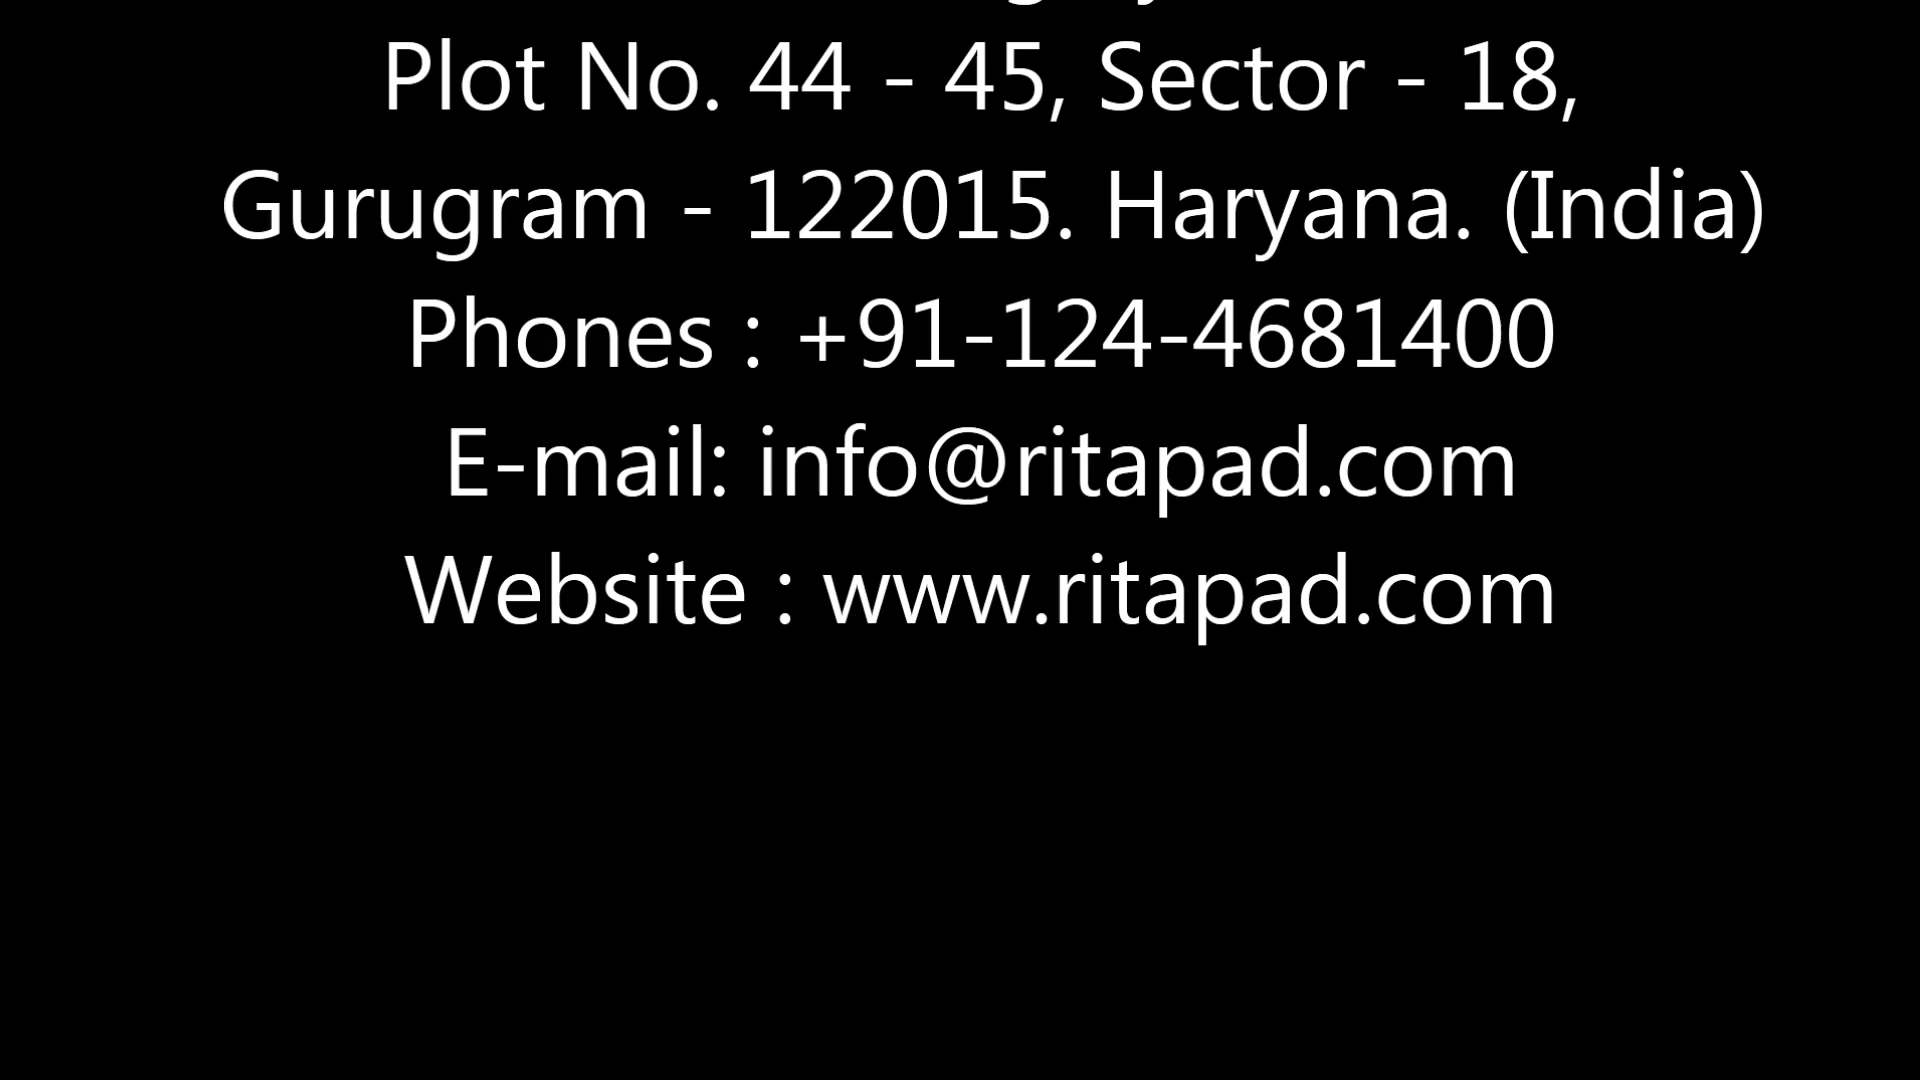 Plot No. 44 - 45, Sector - 18,
Gurugram - 122015. Haryana. (India)
Phones : +91-124-4681400
E-mail: info@ritapad.com
Website : www.ritapad.com